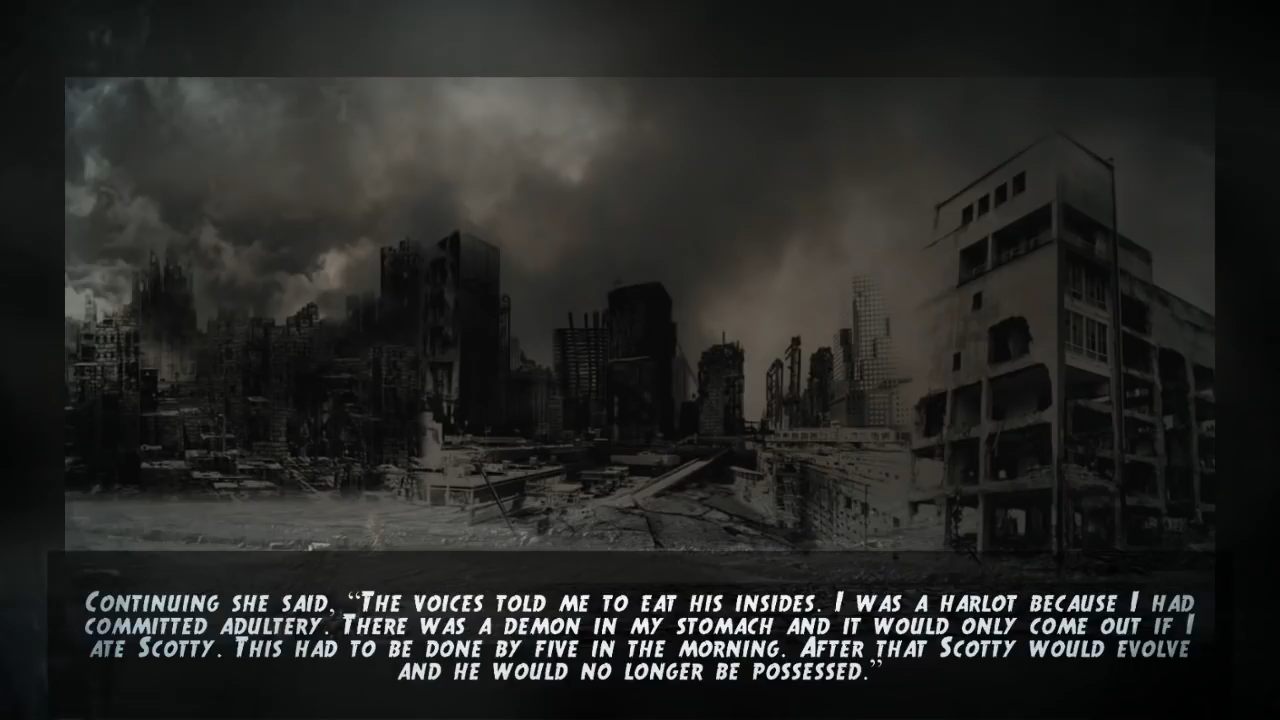 Continuing she said, “The voices told me to eat his insides. I was a harlot because I had
committed adultery. There was a demon in my stomach and it would only come out if I
ate Scotty. This had to be done by five in the morning. After that Scotty would evolve
and he would no longer be possessed.”